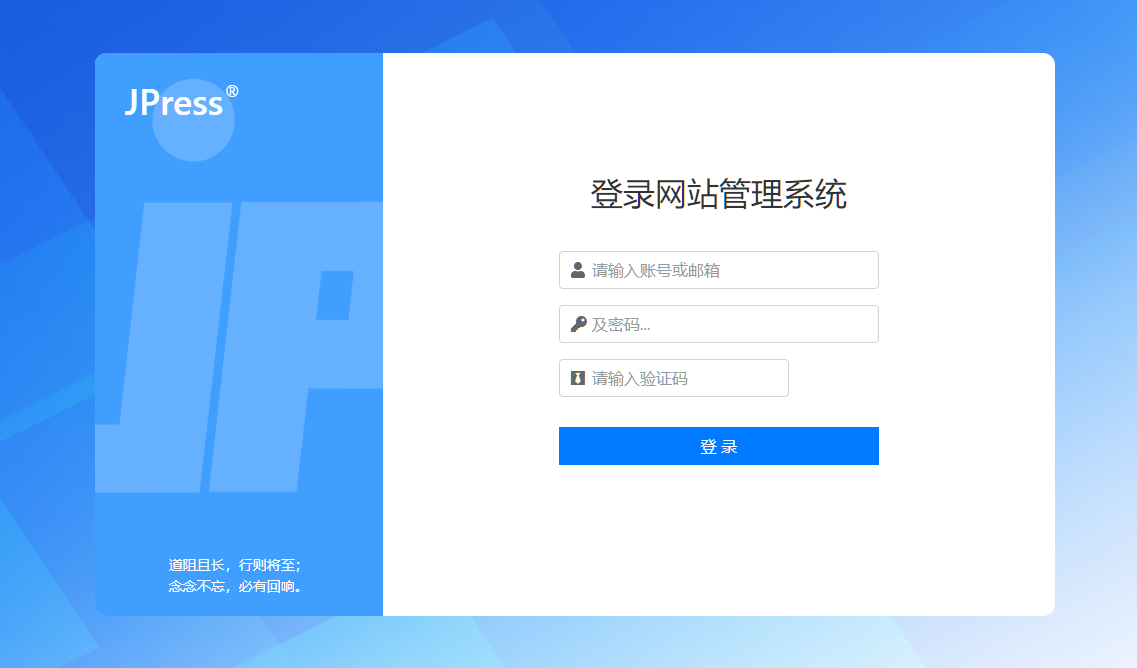 JPress®
JP
道阻且长，行则将至；
念念不忘，必有回响。
登录网站管理系统
请输入账号或邮箱
及密码...
请输入验证码
登 录